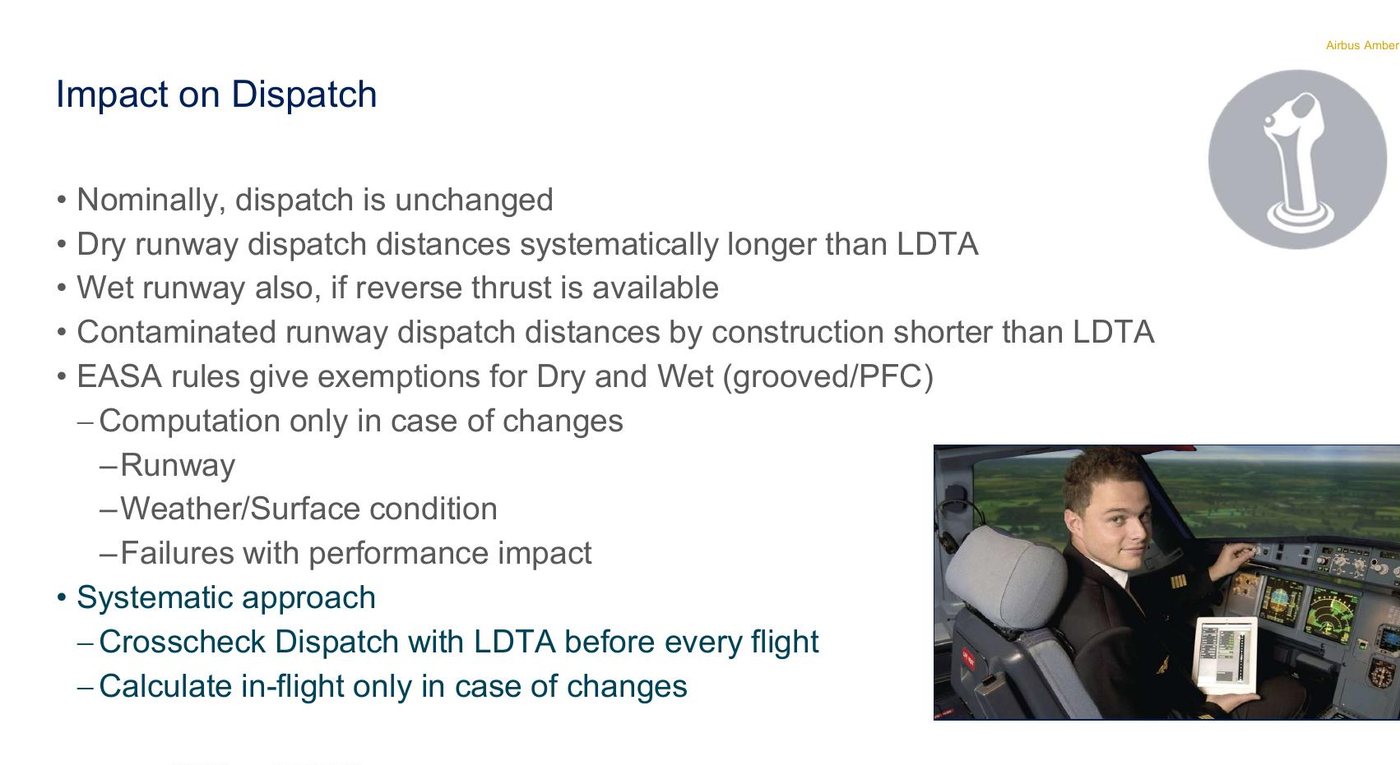 Airbus Amber
Impact on Dispatch
• Nominally, dispatch is unchanged
• Dry runway dispatch distances systematically longer than LDTA
• Wet runway also, if reverse thrust is available
• Contaminated runway dispatch distances by construction shorter than LDTA
• EASA rules give exemptions for Dry and Wet (grooved/PFC)
– Computation only in case of changes
–Runway
–Weather/Surface condition
–Failures with performance impact
• Systematic approach
– Crosscheck Dispatch with LDTA before every flight
– Calculate in-flight only in case of changes